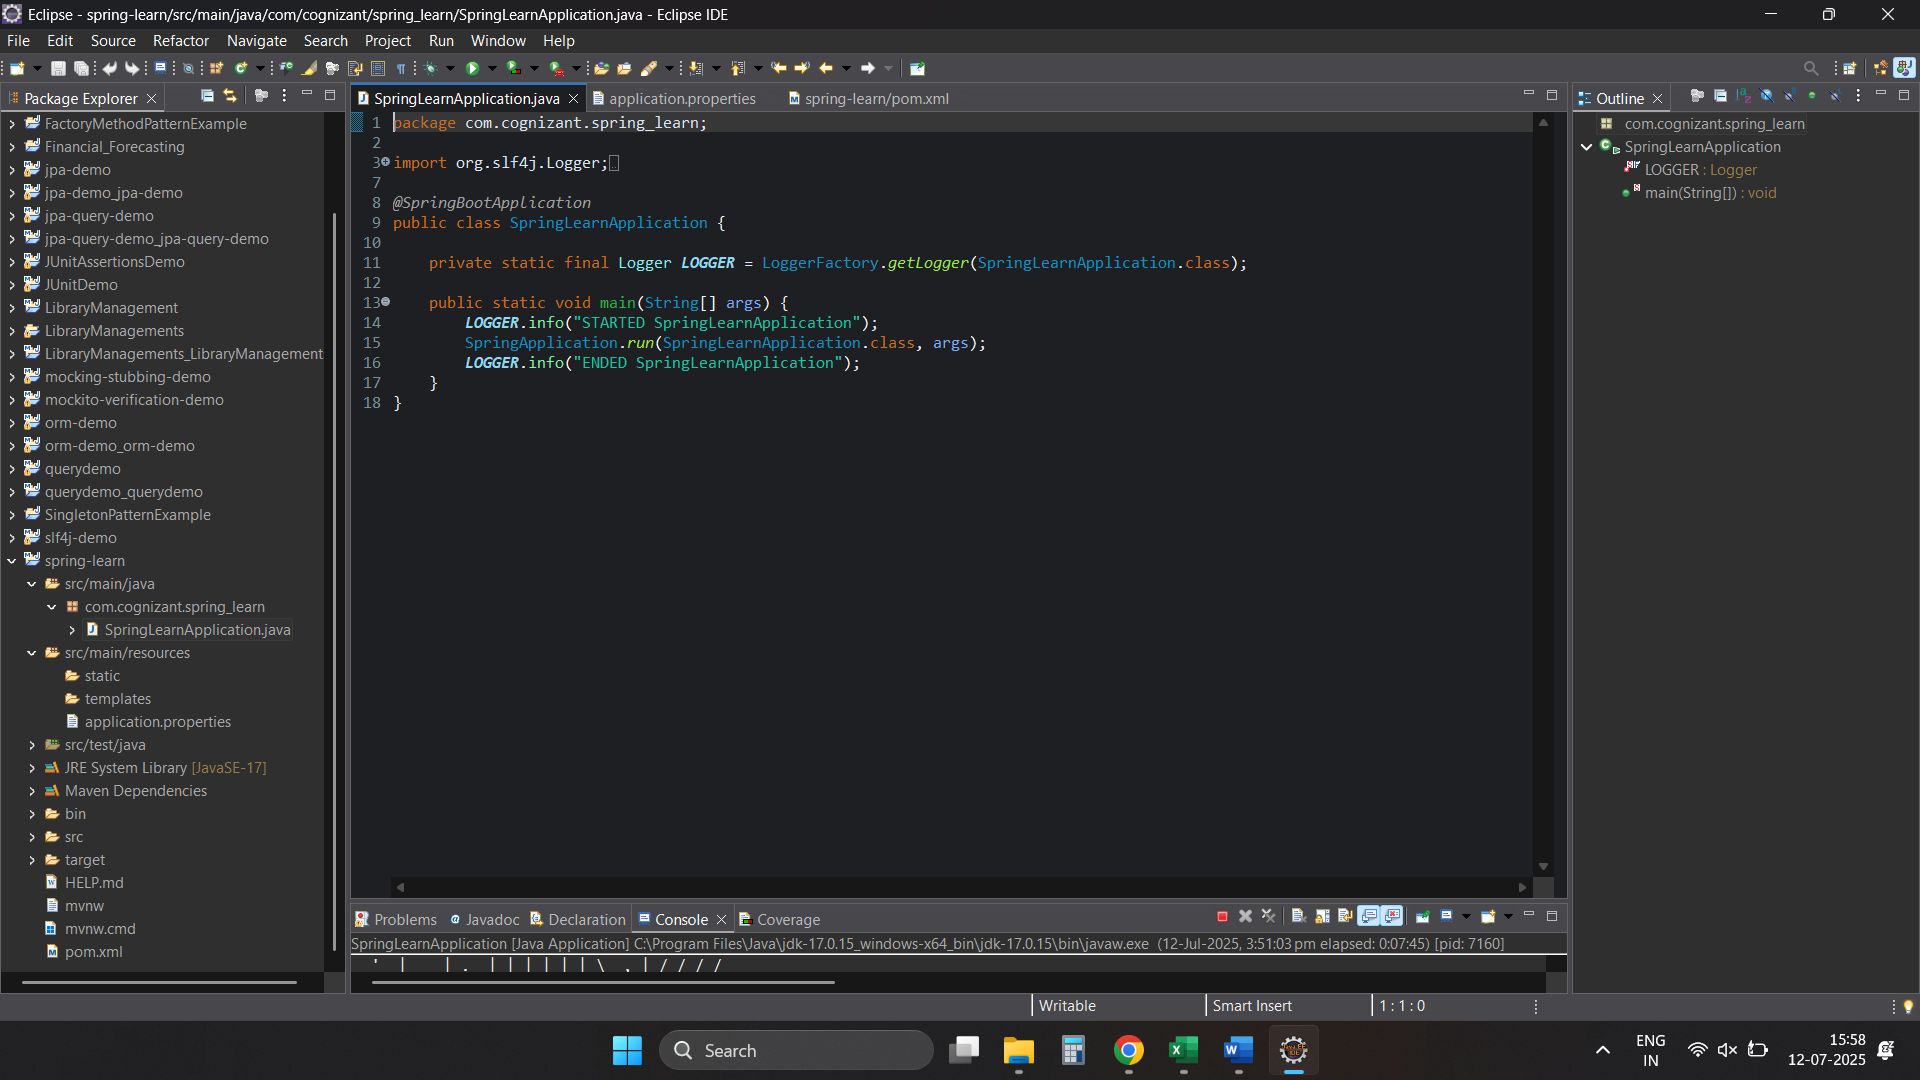 Eclipse - spring-learn/src/main/java/com/cognizant/spring_learn/SpringLearnApplication.java - Eclipse IDE
File Edit Source Refactor Navigate Search Project Run Window Help
Package Explorer
FactoryMethodPatternExample
Financial_Forecasting
jpa-demo
jpa-demo_jpa-demo
jpa-query-demo
jpa-query-demo_jpa-query-demo
JUnitAssertionsDemo
JUnitDemo
LibraryManagement
LibraryManagements
LibraryManagements_LibraryManagement
mocking-stubbing-demo
mockito-verification-demo
orm-demo
orm-demo_orm-demo
querydemo
querydemo_querydemo
SingletonPatternExample
slf4j-demo
spring-learn
src/main/java
com.cognizant.spring_learn
SpringLearnApplication.java
src/main/resources
static
templates
application.properties
src/test/java
JRE System Library [JavaSE-17]
Maven Dependencies
bin
src
target
HELP.md
mvnw
mvnw.cmd
pom.xml
SpringLearnApplication.java application.properties spring-learn/pom.xml
1 package com.cognizant.spring_learn;
2
3 import org.slf4j.Logger;
7
8 @SpringBootApplication
9 public class SpringLearnApplication {
10
11 private static final Logger LOGGER = LoggerFactory.getLogger(SpringLearnApplication.class);
12
13 public static void main(String[] args) {
14 LOGGER.info("STARTED SpringLearnApplication");
15 SpringApplication.run(SpringLearnApplication.class, args);
16 LOGGER.info("ENDED SpringLearnApplication");
17 }
18 }
Outline
com.cognizant.spring_learn
SpringLearnApplication
LOGGER : Logger
main(String[]) : void
Problems Javadoc Declaration Console Coverage
SpringLearnApplication [Java Application] C:\Program Files\Java\jdk-17.0.15_windows-x64_bin\jdk-17.0.15\bin\javaw.exe (12-Jul-2025, 3:51:03 pm elapsed: 0:07:45) [pid: 7160]
Writable Smart Insert 1 : 1 : 0
Search
ENG
IN
15:58
12-07-2025